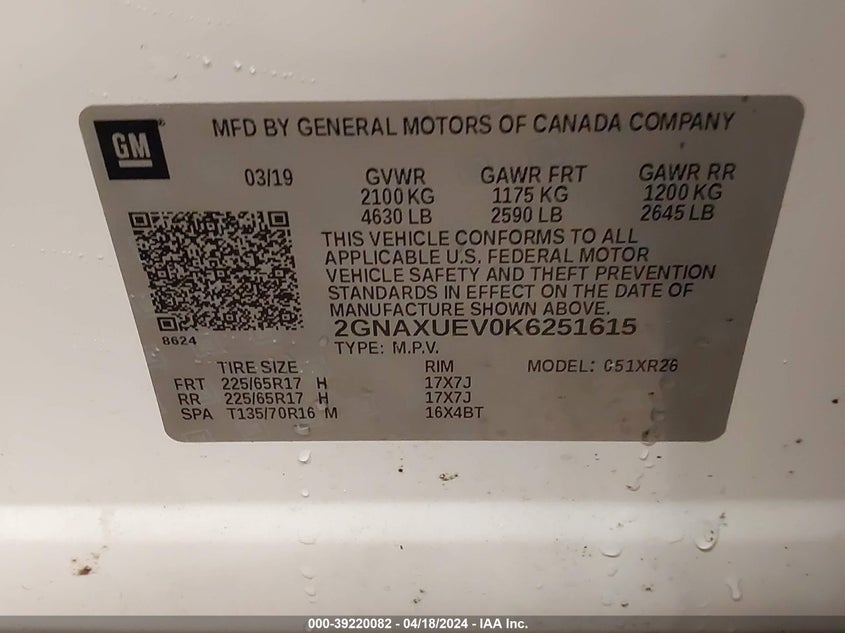 GM ® MFD BY GENERAL MOTORS OF CANADA COMPANY
03/19 GVWR GAWR FRT GAWR RR
2100 KG 1175 KG 1200 KG
4630 LB 2590 LB 2645 LB
THIS VEHICLE CONFORMS TO ALL
APPLICABLE U.S. FEDERAL MOTOR
VEHICLE SAFETY AND THEFT PREVENTION
STANDARDS IN EFFECT ON THE DATE OF
MANUFACTURE SHOWN ABOVE.
2GNAXUEV0K6251615
8624 TYPE: M.P.V.
TIRE SIZE RIM MODEL: C51XR26
FRT 225/65R17 H 17X7J
RR 225/65R17 H 17X7J
SPA T135/70R16 M 16X4BT
000-39220082 - 04/18/2024 - IAA Inc.